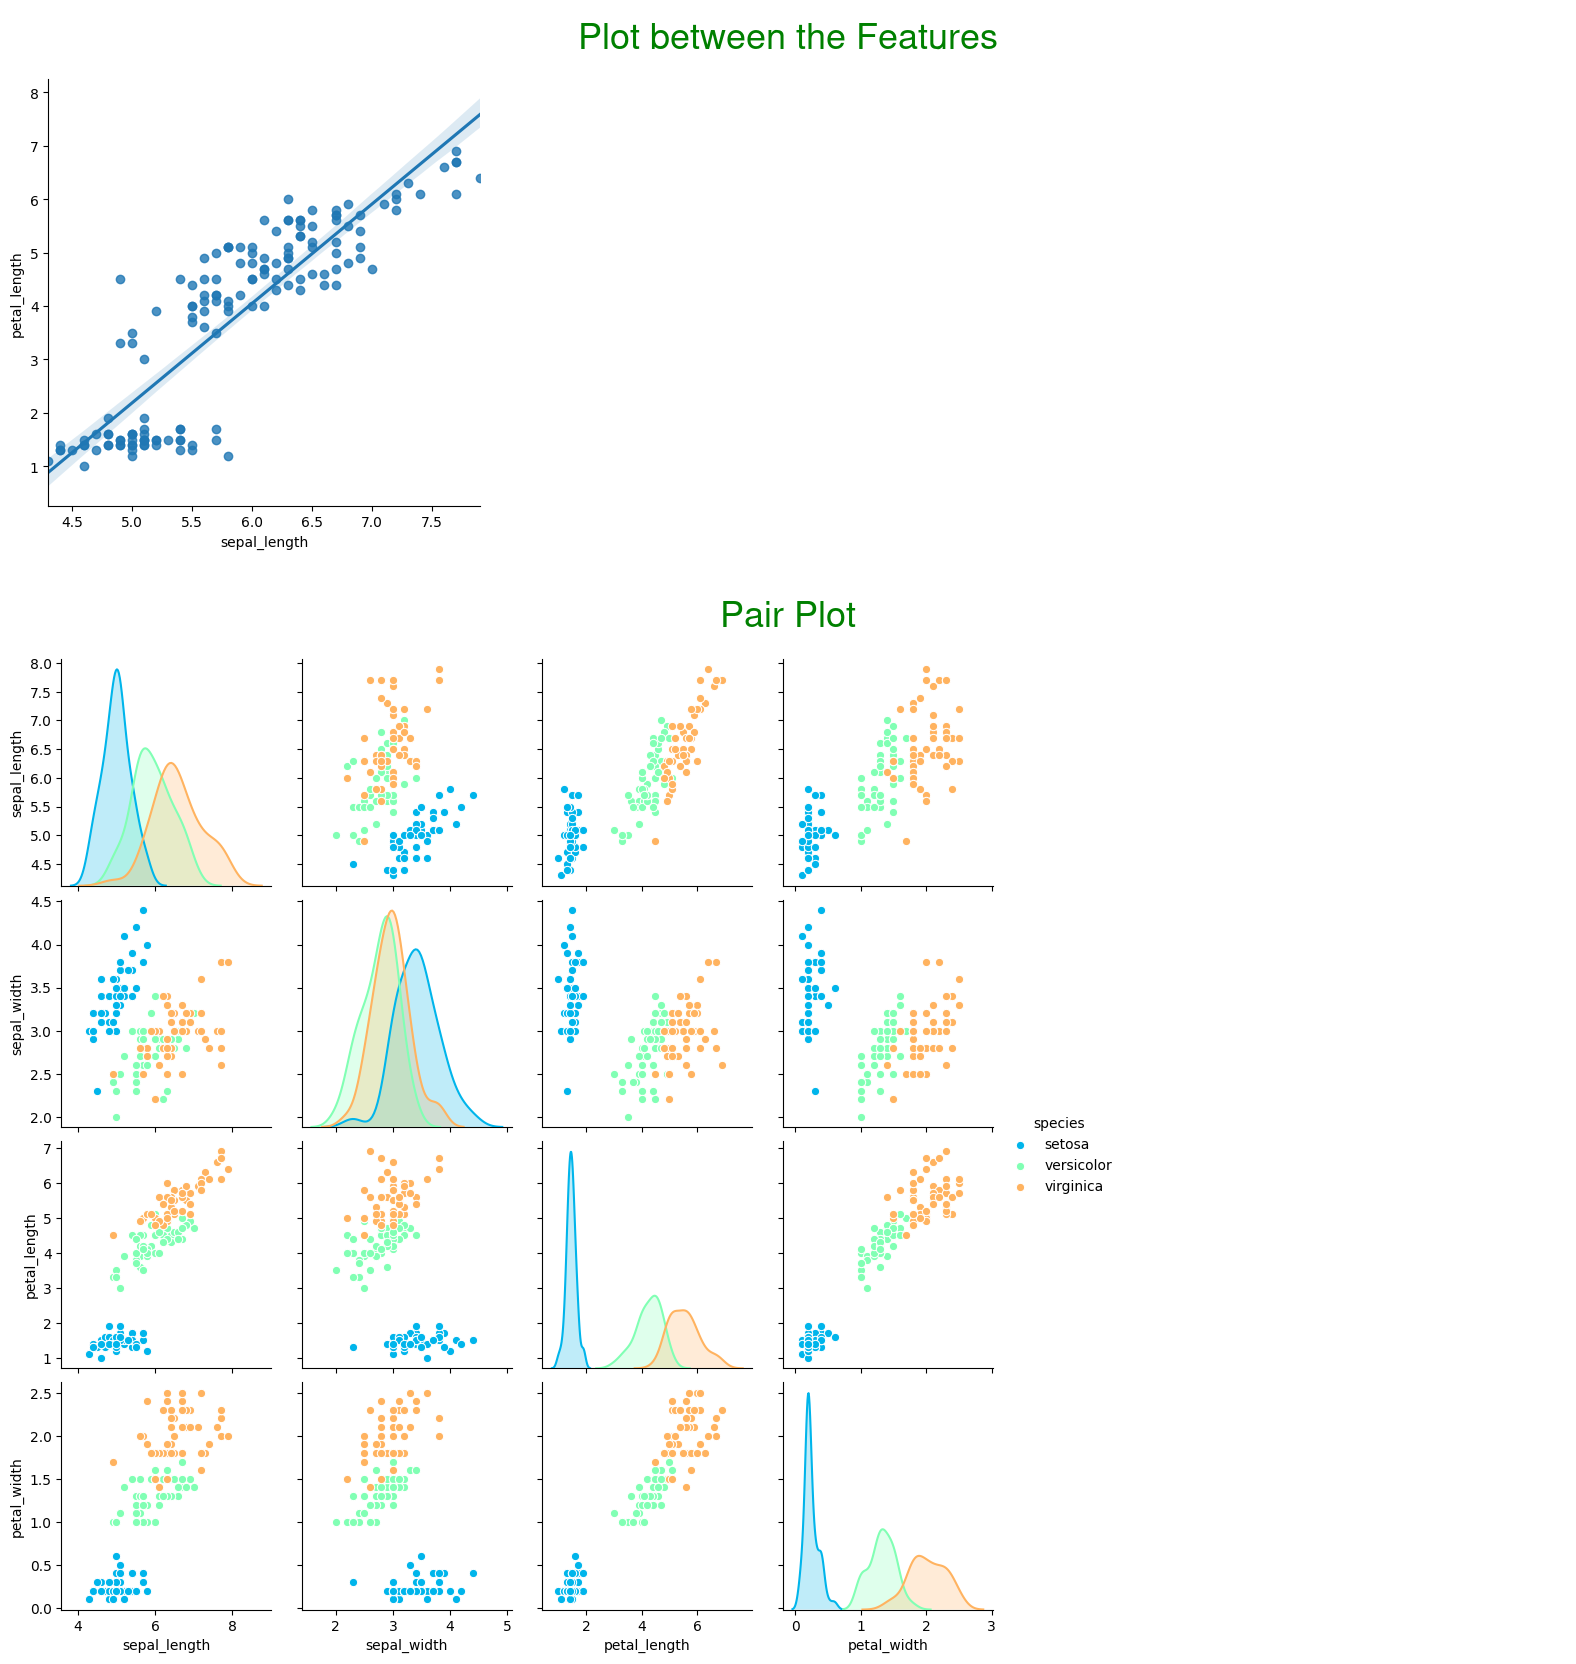 Plot between the Features
8
7
6
5
4
3
2
1
petal_length
4.5 5.0 5.5 6.0 6.5 7.0 7.5
sepal_length
Pair Plot
8.0
7.5
7.0
6.5
6.0
5.5
5.0
4.5
sepal_length
4.5
4.0
3.5
3.0
2.5
2.0
sepal_width
species
setosa
versicolor
virginica
7
6
5
4
3
2
1
petal_length
2.5
2.0
1.5
1.0
0.5
0.0
petal_width
4 6 8 2 3 4 5 2 4 6 0 1 2 3
sepal_length sepal_width petal_length petal_width